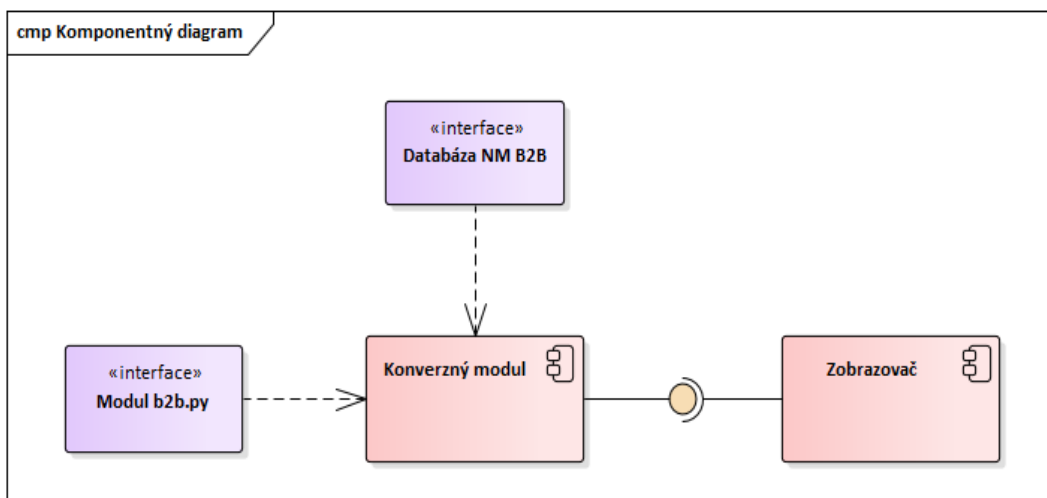 cmp Komponentný diagram
«interface»
Databáza NM B2B
«interface»
Modul b2b.py
Konverzný modul
Zobrazovač